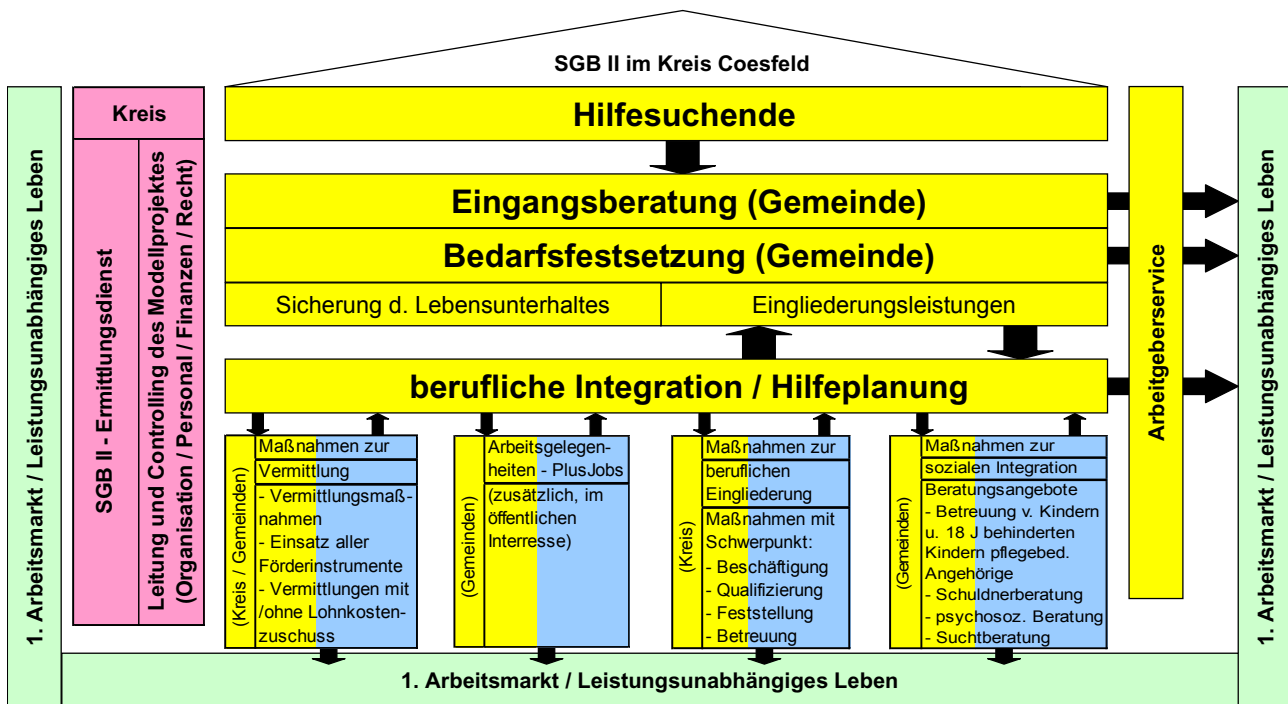 SGB II im Kreis Coesfeld
1. Arbeitsmarkt / Leistungsunabhängiges Leben
Kreis
SGB II - Ermittlungsdienst
Leitung und Controlling des Modellprojektes
(Organisation / Personal / Finanzen / Recht)
Hilfesuchende
Eingangsberatung (Gemeinde)
Bedarfsfestsetzung (Gemeinde)
Sicherung d. Lebensunterhaltes
Eingliederungsleistungen
berufliche Integration / Hilfeplanung
(Kreis / Gemeinden)
Maßnahmen zur
Vermittlung
- Vermittlungsmaß-
nahmen
- Einsatz aller
Förderinstrumente
- Vermittlungen mit
/ohne Lohnkosten-
zuschuss
(Gemeinden)
Arbeitsgelegen-
heiten - PlusJobs
(zusätzlich, im
öffentlichen
Interresse)
(Kreis)
Maßnahmen zur
beruflichen
Eingliederung
Maßnahmen mit
Schwerpunkt:
- Beschäftigung
- Qualifizierung
- Feststellung
- Betreuung
(Gemeinden)
Maßnahmen zur
sozialen Integration
Beratungsangebote
- Betreuung v. Kindern
u. 18 J behinderten
Kindern pflegebed.
Angehörige
- Schuldnerberatung
- psychosoz. Beratung
- Suchtberatung
Arbeitgeberservice
1. Arbeitsmarkt / Leistungsunabhängiges Leben
1. Arbeitsmarkt / Leistungsunabhängiges Leben